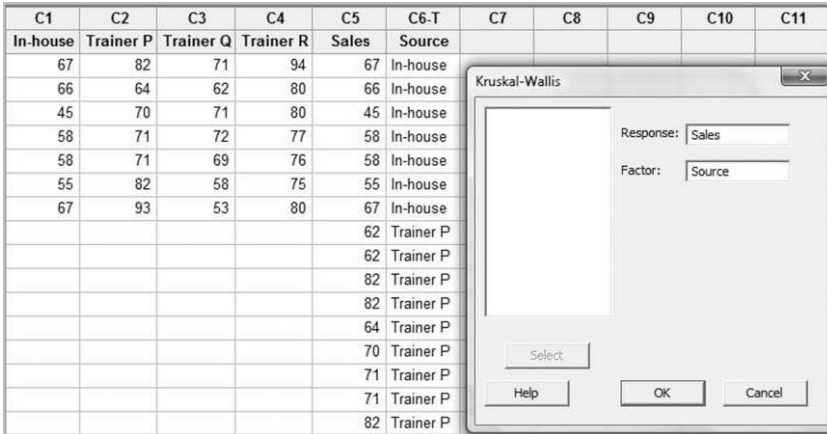 C1 C2 C3 C4 C5 C6-T C7 C8 C9 C10 C11
In-house Trainer P Trainer Q Trainer R Sales Source
67 82 71 94 67 In-house
66 64 62 80 66 In-house
45 70 71 80 45 In-house
58 71 72 77 58 In-house
58 71 69 76 58 In-house
55 82 58 75 55 In-house
67 93 53 80 67 In-house
62 Trainer P
62 Trainer P
82 Trainer P
82 Trainer P
64 Trainer P
70 Trainer P
71 Trainer P
71 Trainer P
82 Trainer P
Kruskal-Wallis
X
Response: Sales
Factor: Source
Select
Help OK Cancel